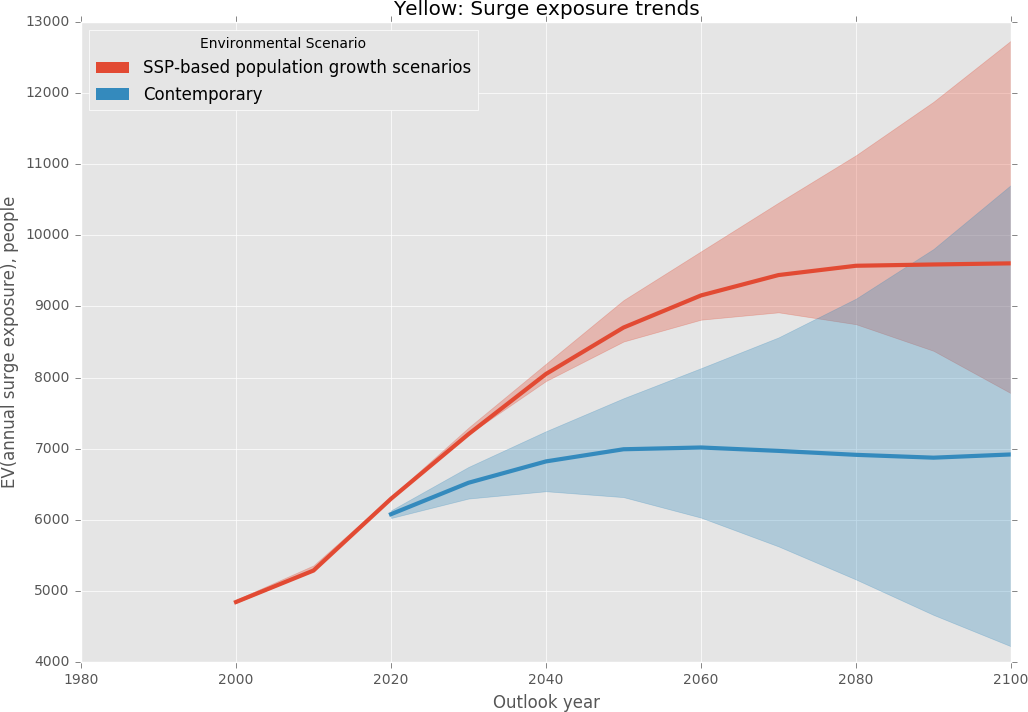 Yellow: Surge exposure trends
13000
12000
11000
10000
9000
8000
7000
6000
5000
4000
EV(annual surge exposure), people
Environmental Scenario
SSP-based population growth scenarios
Contemporary
1980 2000 2020 2040 2060 2080 2100
Outlook year